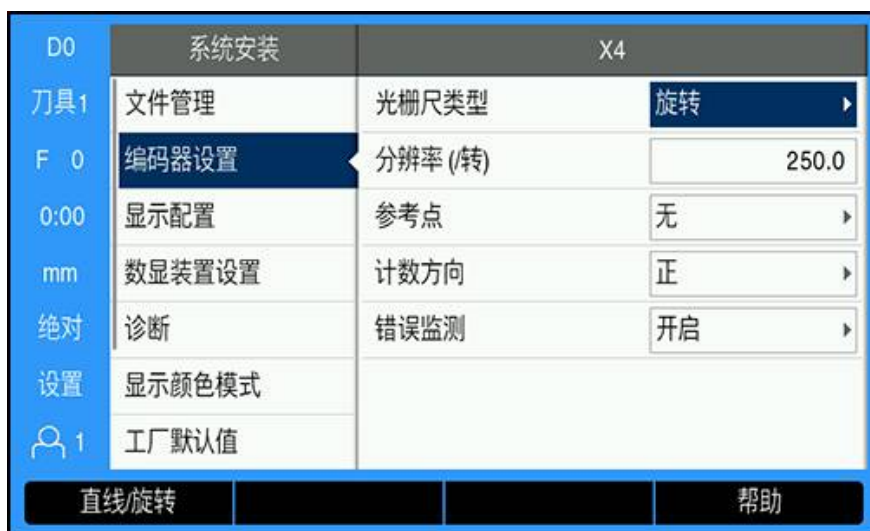 D0 系统安装 X4
刀具1 文件管理 光栅尺类型 旋转
F 0 编码器设置 分辨率 (/转) 250.0
0:00 显示配置 参考点 无
mm 数显装置设置 计数方向 正
绝对 诊断 错误监测 开启
设置 显示颜色模式
1 工厂默认值
直线/旋转 帮助